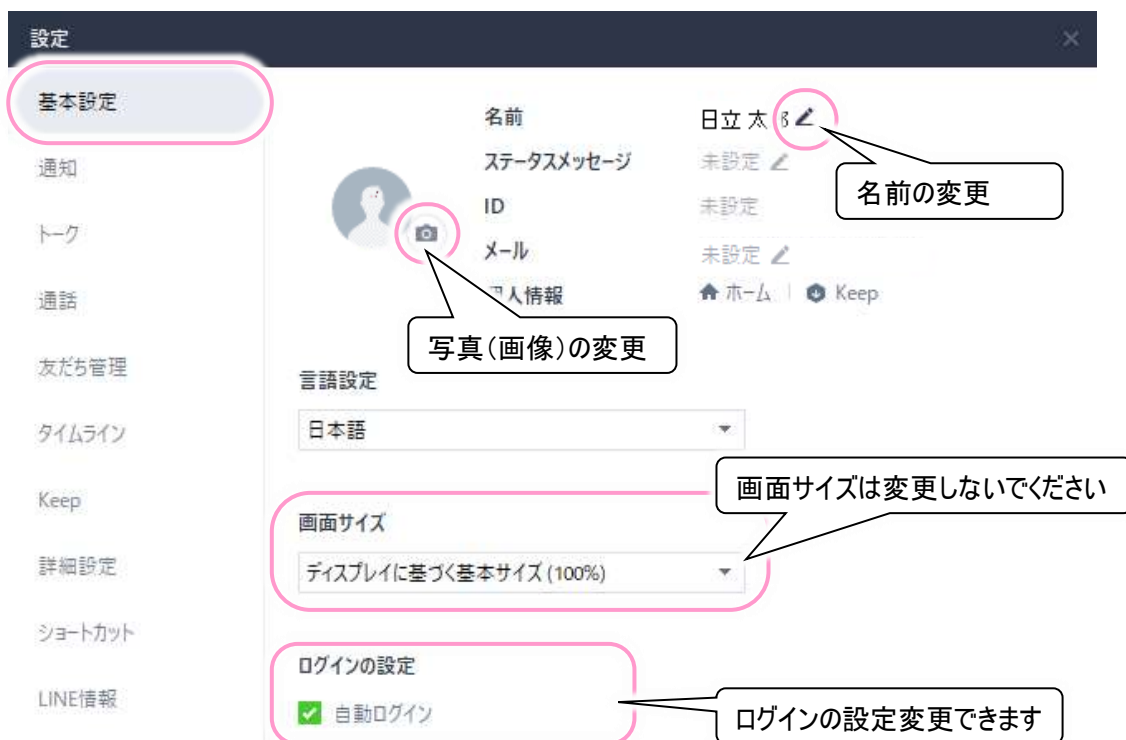 設定
基本設定
通知
トーク
通話
友だち管理
タイムライン
Keep
詳細設定
ショートカット
LINE情報
名前 日立 太
ステータスメッセージ 未設定
ID 未設定
メール 未設定
人情報 ホーム | Keep
名前の変更
写真(画像)の変更
言語設定
日本語
画面サイズ
ディスプレイに基づく基本サイズ (100%)
画面サイズは変更しないでください
ログインの設定
自動ログイン
ログインの設定変更できます